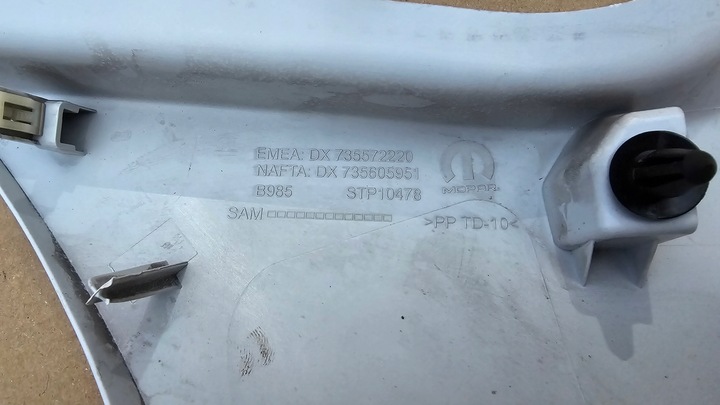 EMEA: DX 735572220
NAFTA: DX 735605951
MOPAR
B985 STP10478
SAM
>PP TD-10<